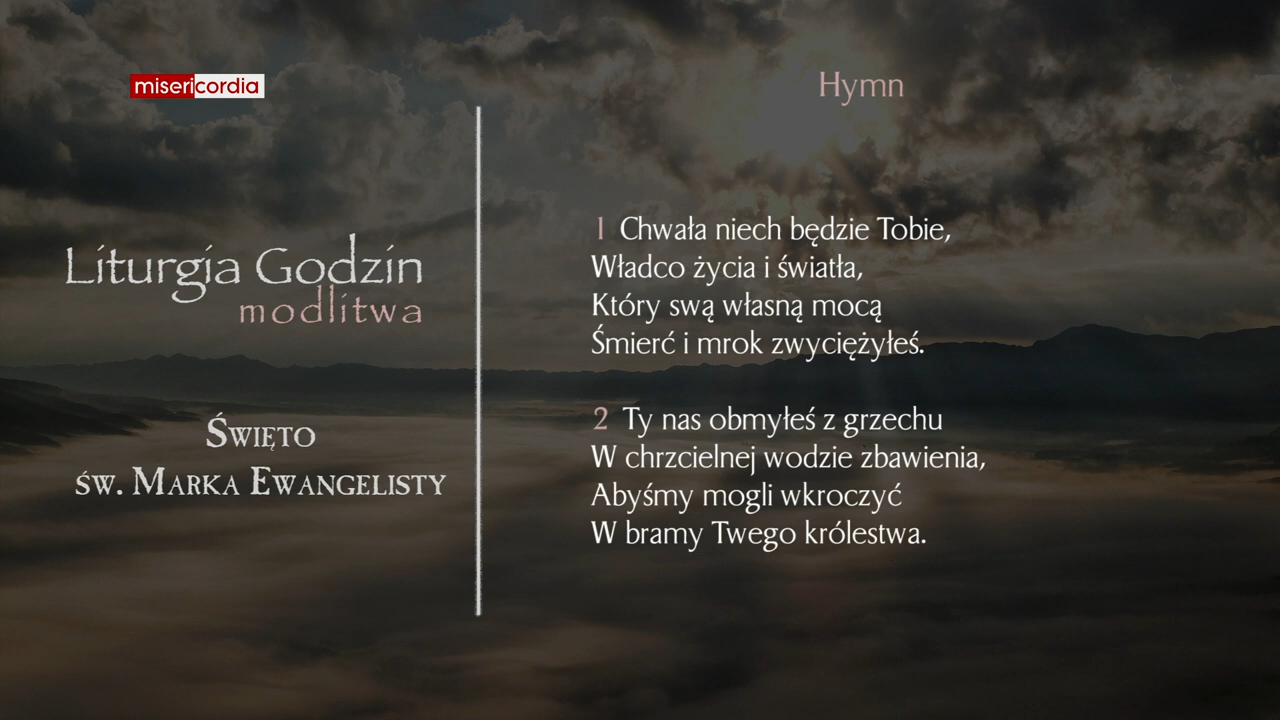 misericordia
Liturgia Godzin
modlitwa
Święto
św. Marka Ewangelisty
Hymn
1 Chwała niech będzie Tobie,
Władco życia i światła,
Który swą własną mocą
Śmierć i mrok zwyciężyłeś.
2 Ty nas obmyłeś z grzechu
W chrzcielnej wodzie zbawienia,
Abyśmy mogli wkroczyć
W bramy Twego królestwa.